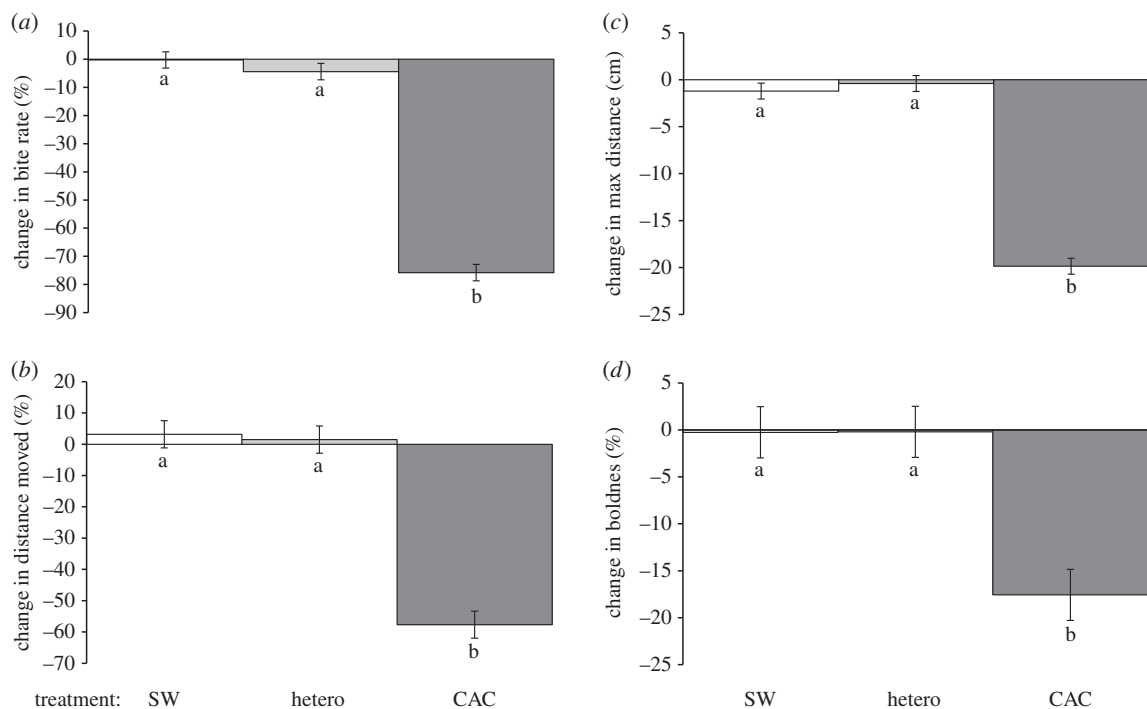 (a)
10
0
–10
–20
–30
–40
–50
–60
–70
–80
–90
change in bite rate (%)
a
a
b
(c)
5
0
–5
–10
–15
–20
–25
change in max distance (cm)
a
a
b
(b)
20
10
0
–10
–20
–30
–40
–50
–60
–70
change in distance moved (%)
a
a
b
(d)
5
0
–5
–10
–15
–20
–25
change in boldnes (%)
a
a
b
treatment: SW hetero CAC SW hetero CAC